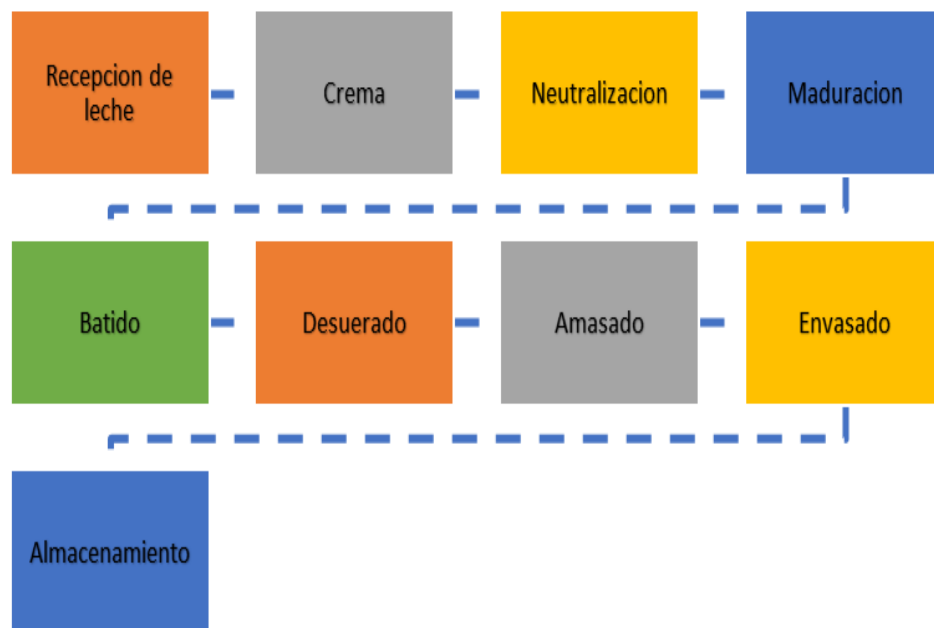 Recepcion de
leche
Crema
Neutralizacion
Maduracion
Batido
Desuerado
Amasado
Envasado
Almacenamiento